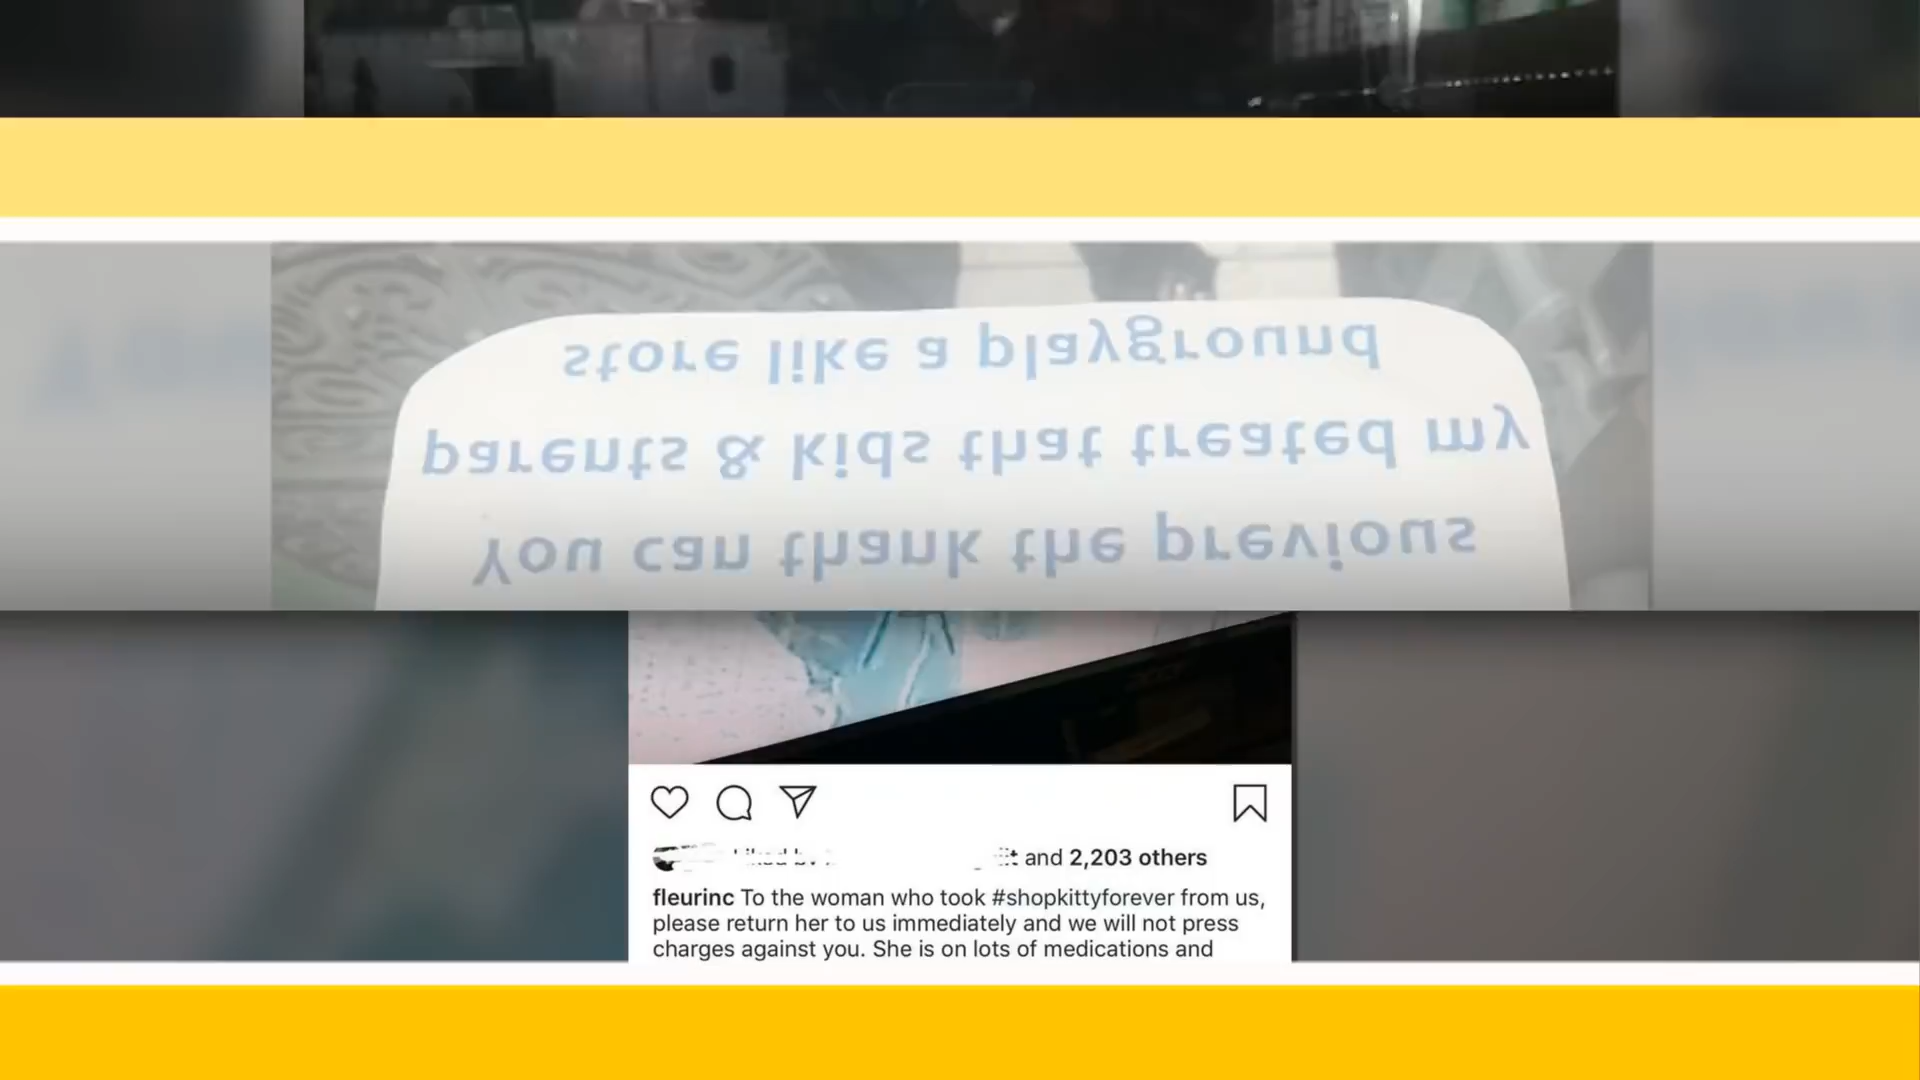 You can thank the previous
parents & kids that treated my
store like a playground
and 2,203 others
fleurinc To the woman who took #shopkittyforever from us,
please return her to us immediately and we will not press
charges against you. She is on lots of medications and